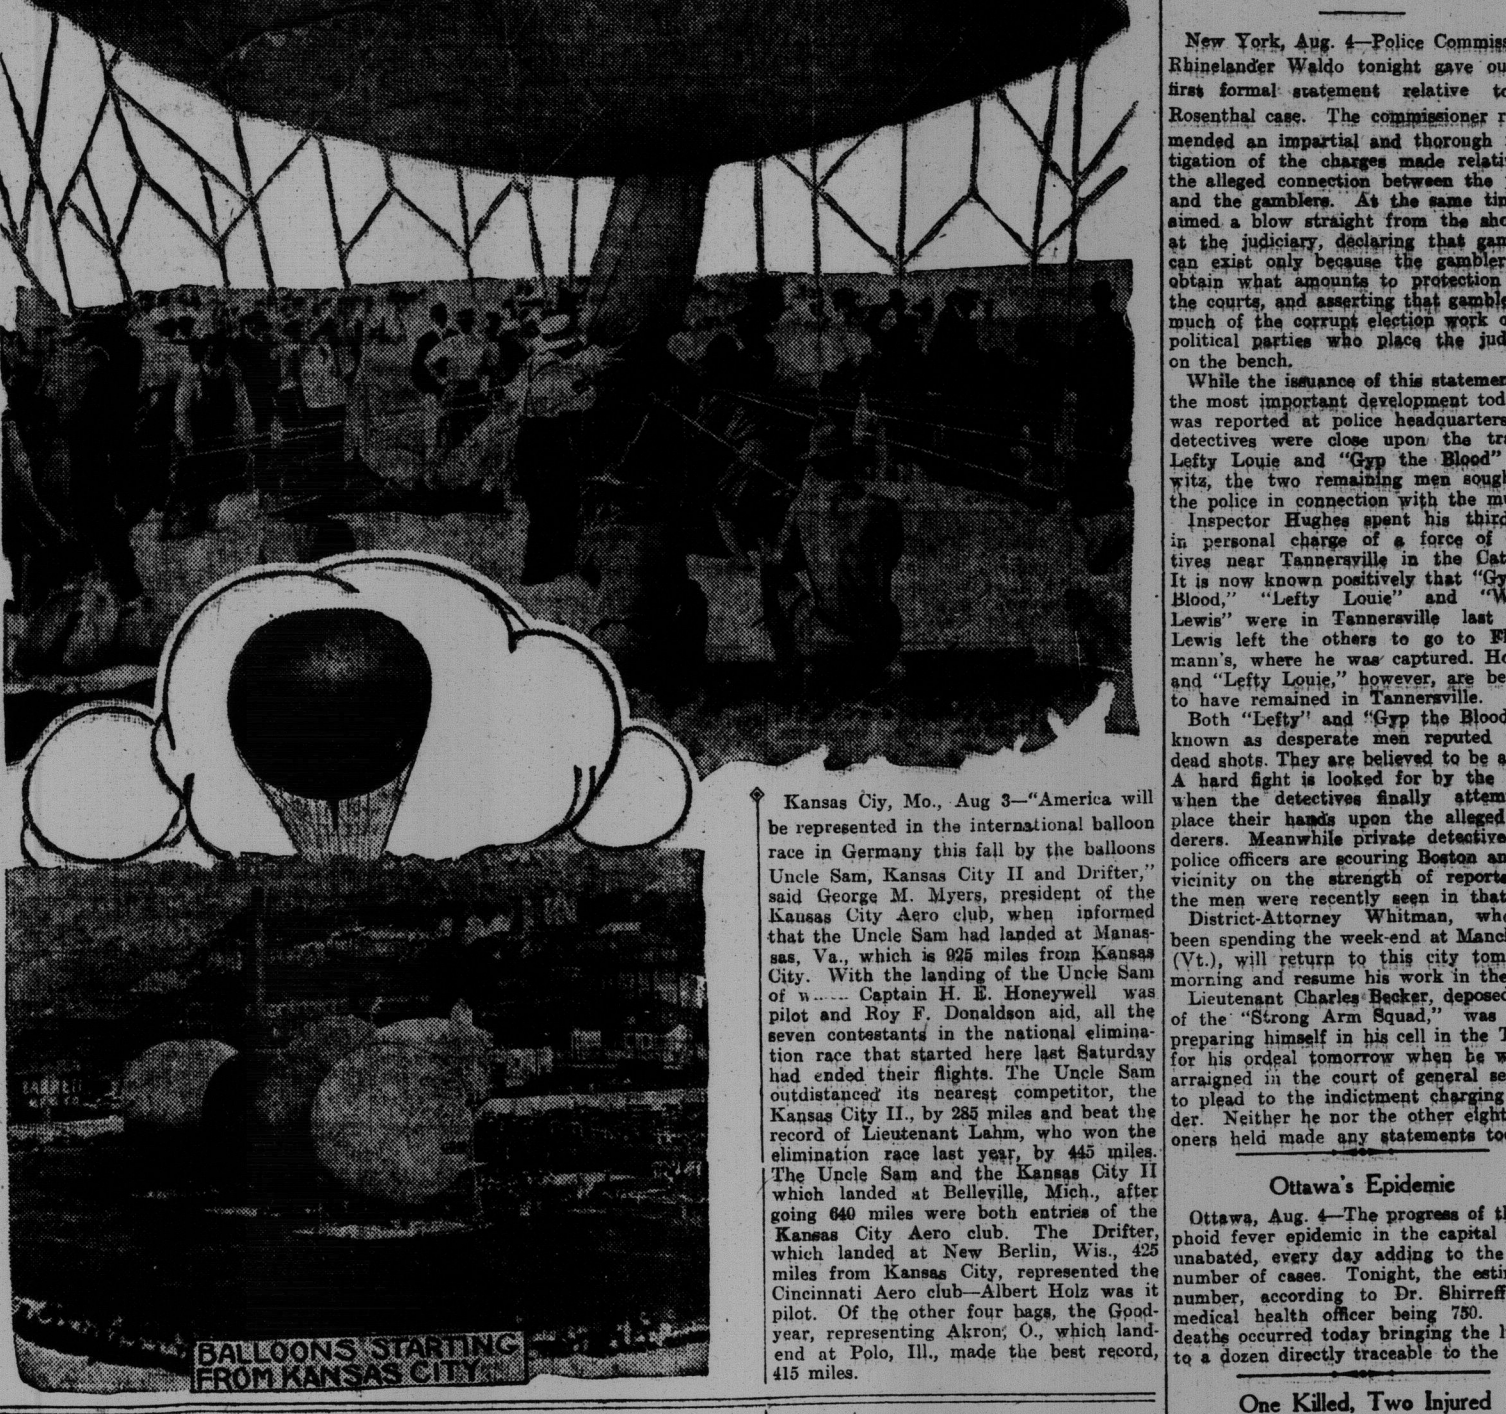 BALLOONS STARTING
FROM KANSAS CITY
Kansas Ciy, Mo., Aug 3—"America will
be represented in the international balloon
race in Germany this fall by the balloons
Uncle Sam, Kansas City II and Drifter,"
said George M. Myers, president of the
Kausas City Aero club, when informed
that the Uncle Sam had landed at Manas-
sas, Va., which is 925 miles from Kansas
City. With the landing of the Uncle Sam
of Captain H. E. Honeywell was
pilot and Roy F. Donaldson aid, all the
seven contestants in the national elimina-
tion race that started here last Saturday
had ended their flights. The Uncle Sam
outdistanced its nearest competitor, the
Kansas City II., by 285 miles and beat the
record of Lieutenant Lahm, who won the
elimination race last year, by 445 miles.
The Uncle Sam and the Kansas City II
which landed at Belleville, Mich., after
going 640 miles were both entries of the
Kansas City Aero club. The Drifter,
which landed at New Berlin, Wis., 425
miles from Kansas City, represented the
Cincinnati Aero club—Albert Holz was it
pilot. Of the other four bags, the Good-
year, representing Akron, O., which land-
end at Polo, Ill., made the best record,
415 miles.
New York, Aug. 4—Police Commiss
Rhinelander Waldo tonight gave ou
first formal statement relative to
Rosenthal case. The commissioner r
mended an impartial and thorough
tigation of the charges made relati
the alleged connection between the
and the gamblers. At the same tim
aimed a blow straight from the sho
at the judiciary, declaring that gam
can exist only because the gambler
obtain what amounts to protection
the courts, and asserting that gamble
much of the corrupt election work o
political parties who place the jud
on the bench.
While the issuance of this statemen
the most important development tod
was reported at police headquarters
detectives were close upon the tra
Lefty Louie and "Gyp the Blood"
witz, the two remaining men sough
the police in connection with the mu
Inspector Hughes spent his third
in personal charge of a force of
tives near Tannersville in the Cat
It is now known positively that "Gy
Blood," "Lefty Louie" and "W
Lewis" were in Tannersville last
Lewis left the others to go to Fl
mann's, where he was captured. Ho
and "Lefty Louie," however, are be
to have remained in Tannersville.
Both "Lefty" and "Gyp the Blood
known as desperate men reputed
dead shots. They are believed to be a
A hard fight is looked for by the
when the detectives finally attem
place their hands upon the alleged
derers. Meanwhile private detective
police officers are scouring Boston an
vicinity on the strength of reports
the men were recently seen in that
District-Attorney Whitman, who
been spending the week-end at Manc
(Vt.), will return to this city tom
morning and resume his work in the
Lieutenant Charles Becker, deposed
of the "Strong Arm Squad," was
preparing himself in his cell in the T
for his ordeal tomorrow when he w
arraigned in the court of general se
to plead to the indictment charging
der. Neither he nor the other eight
oners held made any statements to
Ottawa's Epidemic
Ottawa, Aug. 4—The progress of t
phoid fever epidemic in the capital
unabated, every day adding to the
number of cases. Tonight, the esti
number, according to Dr. Shirreff
medical health officer being 750.
deaths occurred today bringing the l
to a dozen directly traceable to the
One Killed, Two Injured